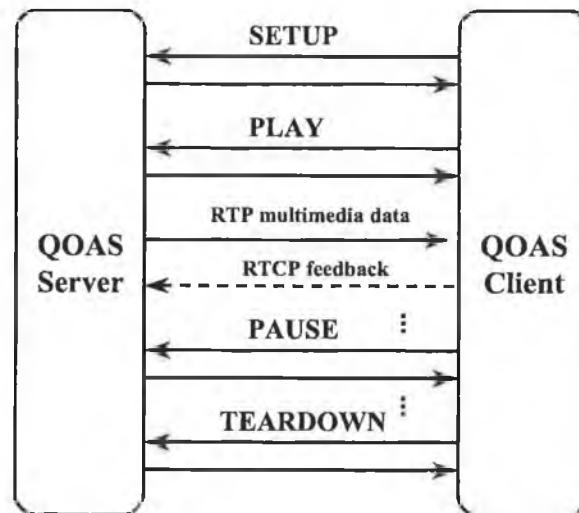 SETUP
PLAY
RTP multimedia data
QOAS
Server
QOAS
Client
RTCP feedback
PAUSE
TEARDOWN